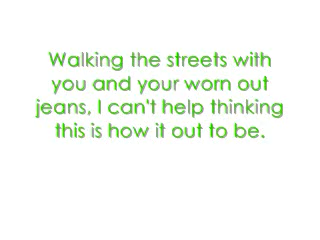 Walking the streets with
you and your worn out
jeans, I can't help thinking
this is how it out to be.